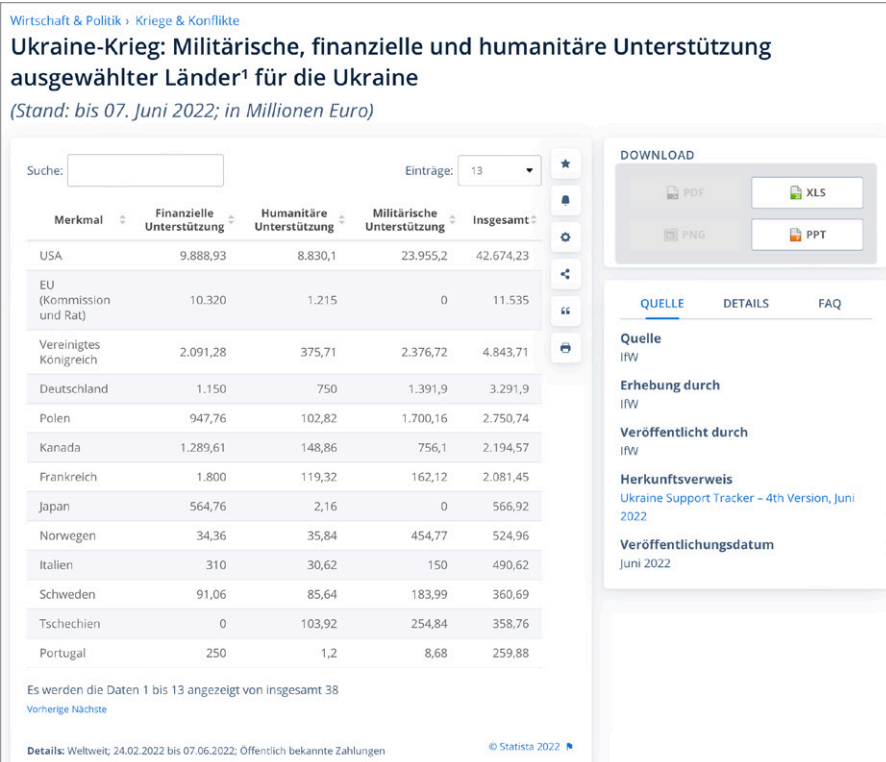 Wirtschaft & Politik › Kriege & Konflikte
Ukraine-Krieg: Militärische, finanzielle und humanitäre Unterstützung
ausgewählter Länder¹ für die Ukraine
(Stand: bis 07. Juni 2022; in Millionen Euro)
Suche:
Einträge: 13
Merkmal Finanzielle Unterstützung Humanitäre Unterstützung Militärische Unterstützung Insgesamt
USA 9.888,93 8.830,1 23.955,2 42.674,23
EU (Kommission und Rat) 10.320 1.215 0 11.535
Vereinigtes Königreich 2.091,28 375,71 2.376,72 4.843,71
Deutschland 1.150 750 1.391,9 3.291,9
Polen 947,76 102,82 1.700,16 2.750,74
Kanada 1.289,61 148,86 756,1 2.194,57
Frankreich 1.800 119,32 162,12 2.081,45
Japan 564,76 2,16 0 566,92
Norwegen 34,36 35,84 454,77 524,96
Italien 310 30,62 150 490,62
Schweden 91,06 85,64 183,99 360,69
Tschechien 0 103,92 254,84 358,76
Portugal 250 1,2 8,68 259,88
Es werden die Daten 1 bis 13 angezeigt von insgesamt 38
Vorherige Nächste
Details: Weltweit; 24.02.2022 bis 07.06.2022; Öffentlich bekannte Zahlungen
© Statista 2022
DOWNLOAD
PDF XLS
PNG PPT
QUELLE DETAILS FAQ
Quelle
IfW
Erhebung durch
IfW
Veröffentlicht durch
IfW
Herkunftsverweis
Ukraine Support Tracker – 4th Version, Juni
2022
Veröffentlichungsdatum
Juni 2022